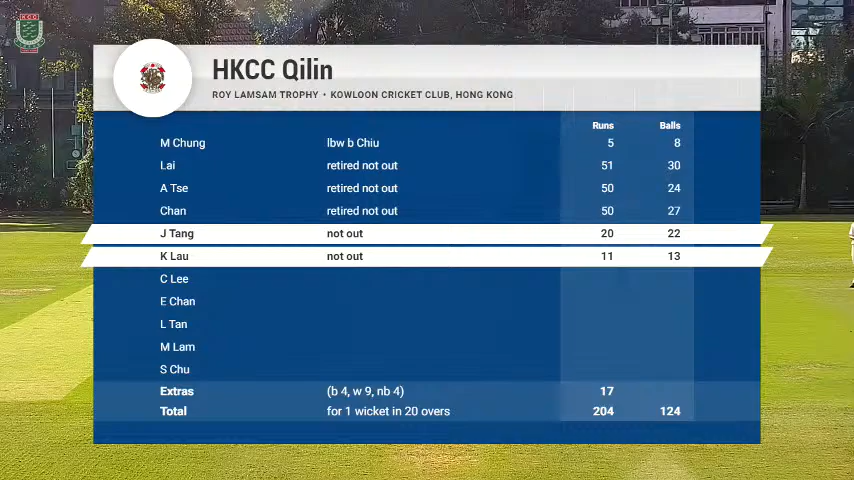 KCC
HKCC Qilin
ROY LAMSAM TROPHY • KOWLOON CRICKET CLUB, HONG KONG
Runs Balls
M Chung lbw b Chiu 5 8
Lai retired not out 51 30
A Tse retired not out 50 24
Chan retired not out 50 27
J Tang not out 20 22
K Lau not out 11 13
C Lee
E Chan
L Tan
M Lam
S Chu
Extras (b 4, w 9, nb 4) 17
Total for 1 wicket in 20 overs 204 124